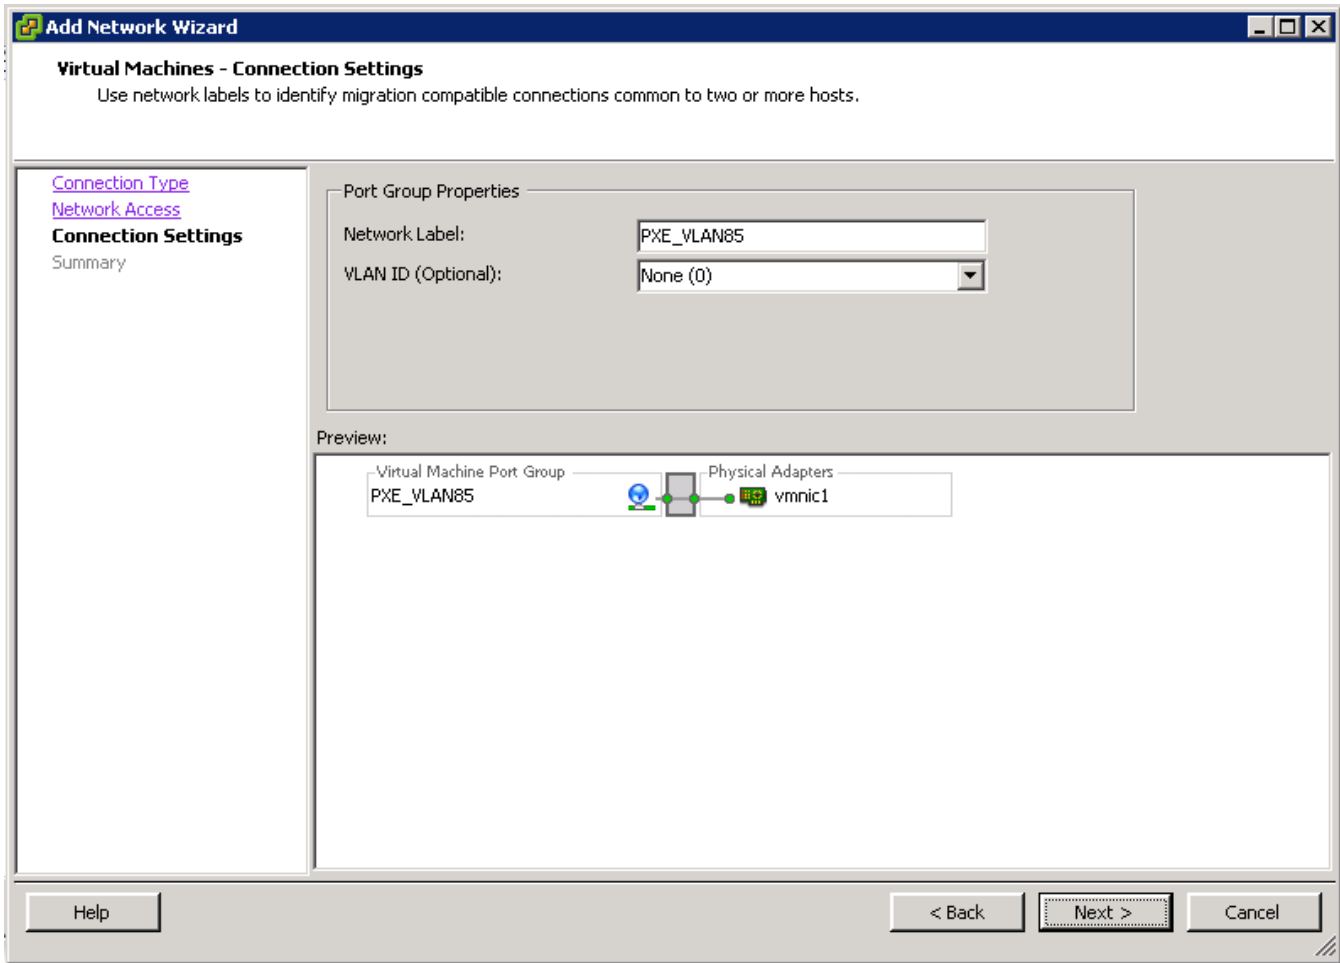 Add Network Wizard
Virtual Machines - Connection Settings
Use network labels to identify migration compatible connections common to two or more hosts.
Connection Type
Network Access
Connection Settings
Summary
Port Group Properties
Network Label:
PXE_VLAN85
VLAN ID (Optional):
None (0)
Preview:
Virtual Machine Port Group
PXE_VLAN85
Physical Adapters
vmnic1
Help
< Back
Next >
Cancel